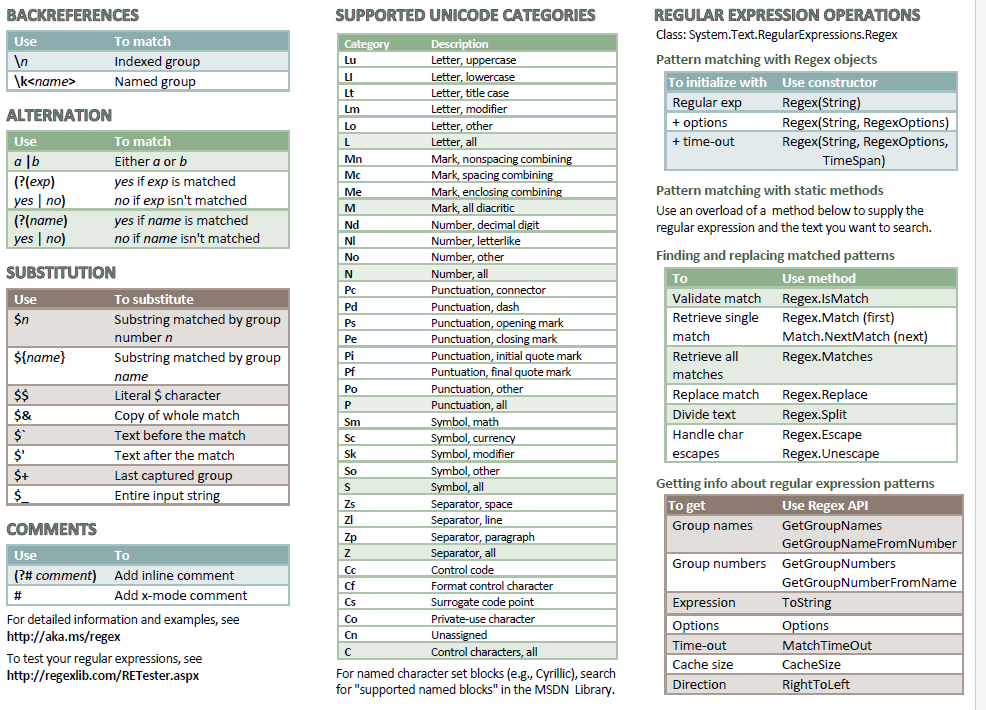 BACKREFERENCES
Use To match
\n Indexed group
\k<name> Named group
ALTERNATION
Use To match
a |b Either a or b
(?(exp) yes if exp is matched
yes | no) no if exp isn't matched
(?(name) yes if name is matched
yes | no) no if name isn't matched
SUBSTITUTION
Use To substitute
$n Substring matched by group
number n
${name} Substring matched by group
name
$$ Literal $ character
$& Copy of whole match
$` Text before the match
$' Text after the match
$+ Last captured group
$_ Entire input string
COMMENTS
Use To
(?# comment) Add inline comment
# Add x-mode comment
For detailed information and examples, see
http://aka.ms/regex
To test your regular expressions, see
http://regexlib.com/RETester.aspx
SUPPORTED UNICODE CATEGORIES
Category Description
Lu Letter, uppercase
Ll Letter, lowercase
Lt Letter, title case
Lm Letter, modifier
Lo Letter, other
L Letter, all
Mn Mark, nonspacing combining
Mc Mark, spacing combining
Me Mark, enclosing combining
M Mark, all diacritic
Nd Number, decimal digit
Nl Number, letterlike
No Number, other
N Number, all
Pc Punctuation, connector
Pd Punctuation, dash
Ps Punctuation, opening mark
Pe Punctuation, closing mark
Pi Punctuation, initial quote mark
Pf Puntuation, final quote mark
Po Punctuation, other
P Punctuation, all
Sm Symbol, math
Sc Symbol, currency
Sk Symbol, modifier
So Symbol, other
S Symbol, all
Zs Separator, space
Zl Separator, line
Zp Separator, paragraph
Z Separator, all
Cc Control code
Cf Format control character
Cs Surrogate code point
Co Private-use character
Cn Unassigned
C Control characters, all
For named character set blocks (e.g., Cyrillic), search
for "supported named blocks" in the MSDN Library.
REGULAR EXPRESSION OPERATIONS
Class: System.Text.RegularExpressions.Regex
Pattern matching with Regex objects
To initialize with Use constructor
Regular exp Regex(String)
+ options Regex(String, RegexOptions)
+ time-out Regex(String, RegexOptions,
TimeSpan)
Pattern matching with static methods
Use an overload of a method below to supply the
regular expression and the text you want to search.
Finding and replacing matched patterns
To Use method
Validate match Regex.IsMatch
Retrieve single Regex.Match (first)
match Match.NextMatch (next)
Retrieve all Regex.Matches
matches
Replace match Regex.Replace
Divide text Regex.Split
Handle char Regex.Escape
escapes Regex.Unescape
Getting info about regular expression patterns
To get Use Regex API
Group names GetGroupNames
GetGroupNameFromNumber
Group numbers GetGroupNumbers
GetGroupNumberFromName
Expression ToString
Options Options
Time-out MatchTimeOut
Cache size CacheSize
Direction RightToLeft